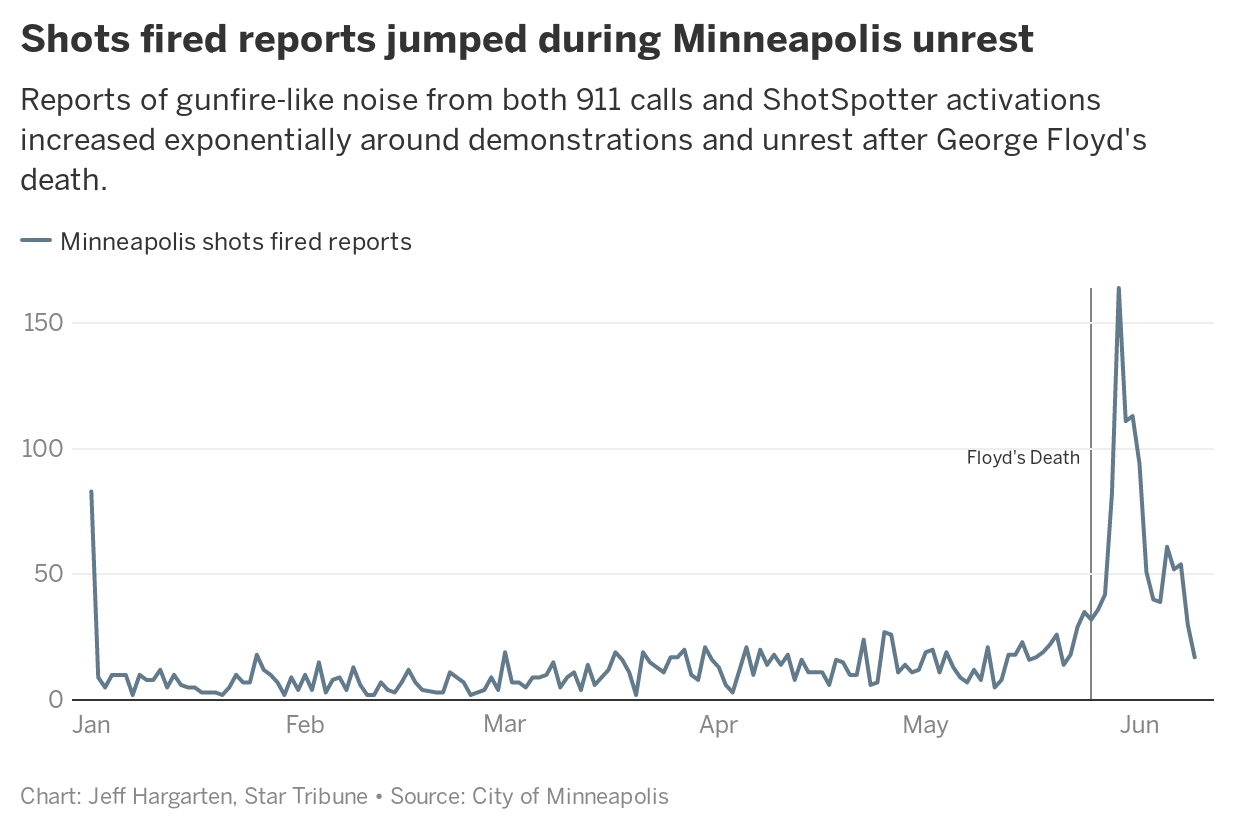 Shots fired reports jumped during Minneapolis unrest
Reports of gunfire-like noise from both 911 calls and ShotSpotter activations
increased exponentially around demonstrations and unrest after George Floyd's
death.
Minneapolis shots fired reports
150
100
Floyd's Death
50
0
Jan Feb Mar Apr May Jun
Chart: Jeff Hargarten, Star Tribune • Source: City of Minneapolis